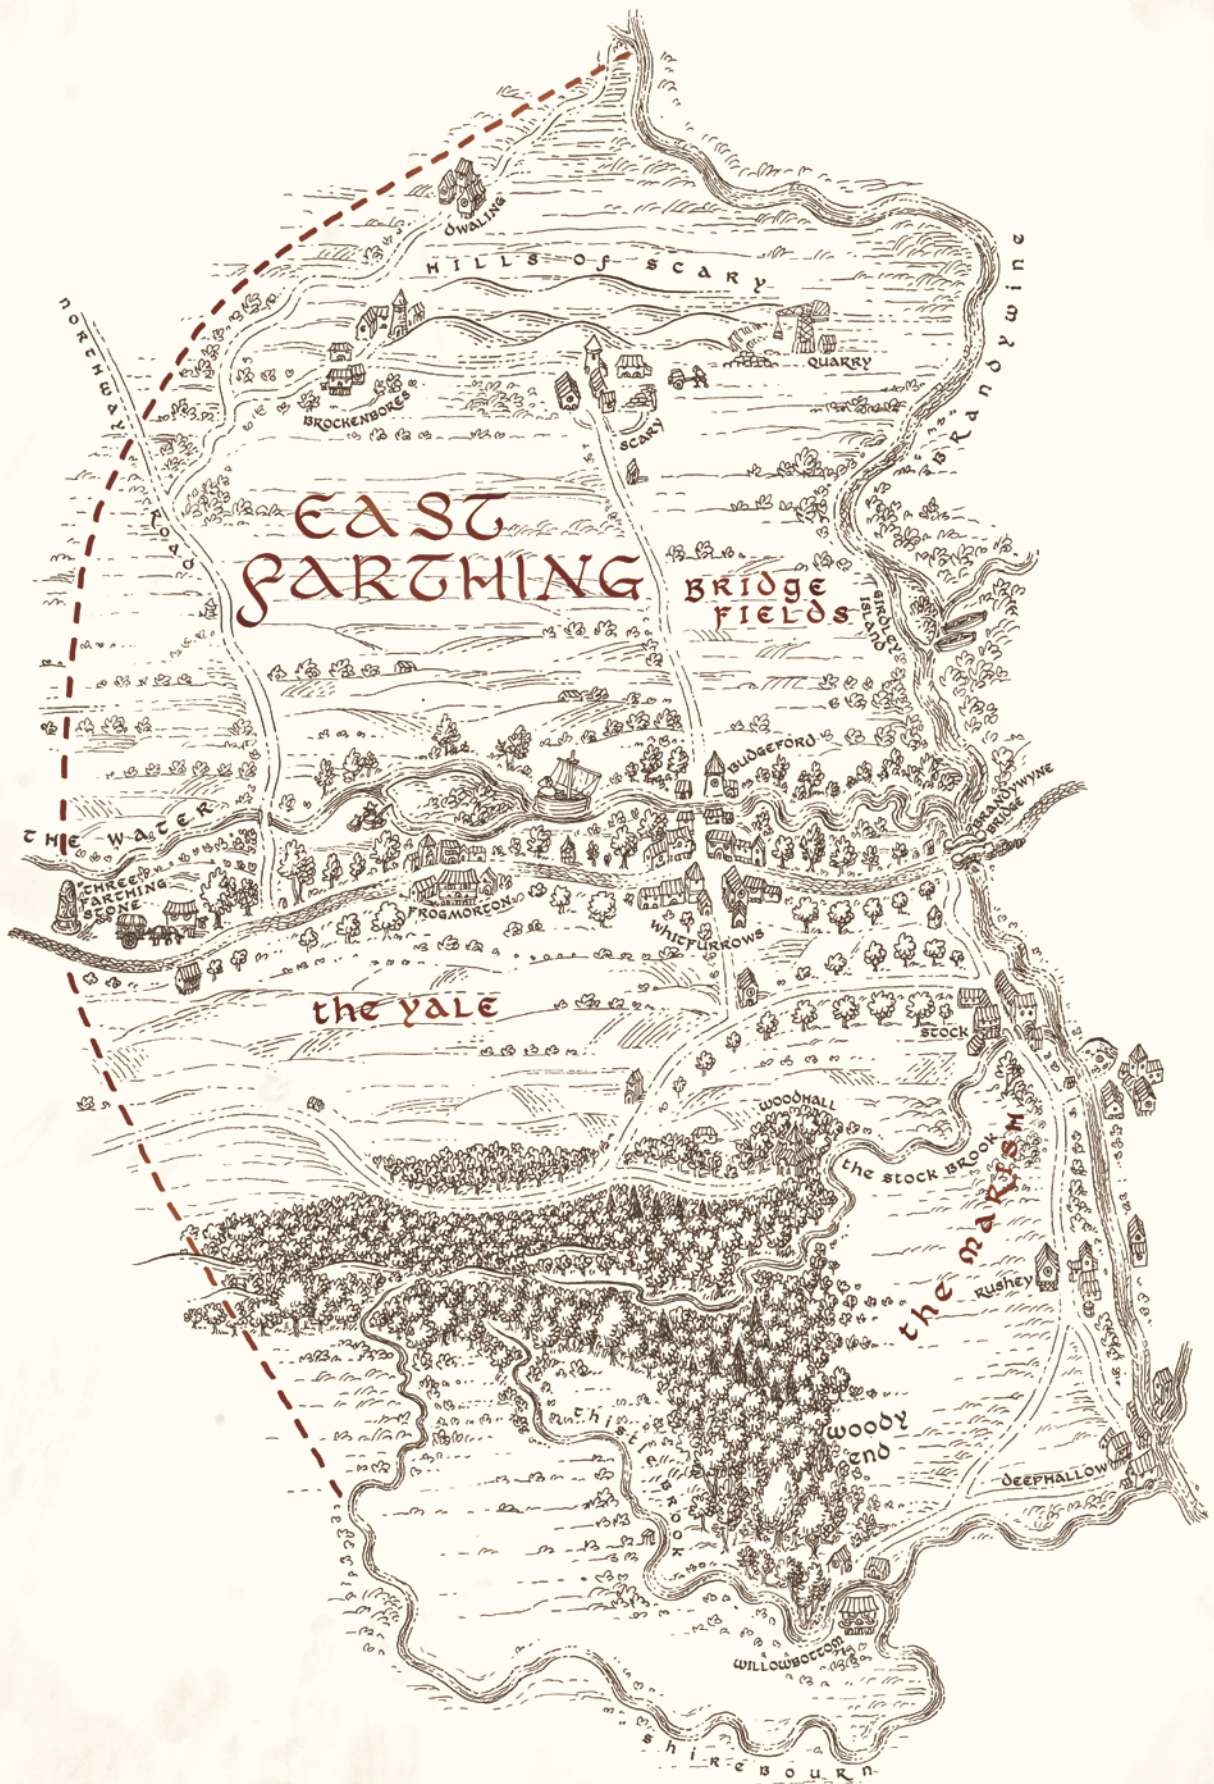 DWALING
HILLS OF SCARY
BRANDYWINE
NORTHWAY
ROAD
QUARRY
BROCKENBORES
SCARY
EAST
FARTHING
BRIDGE
FIELDS
GIRDLEY
ISLAND
BUDGEFORD
BRANDYWYNE
BRIDGE
THE WATER
THREE
FARTHING
STONE
FROGMORTON
WHITFURROWS
the YALE
STOCK
WOODHALL
the STOCK BROOK
the MARISH
RUSHEY
thistle BROOK
WOODY
END
DEEPHALLOW
WILLOWBOTTOM
SHIREBOURN